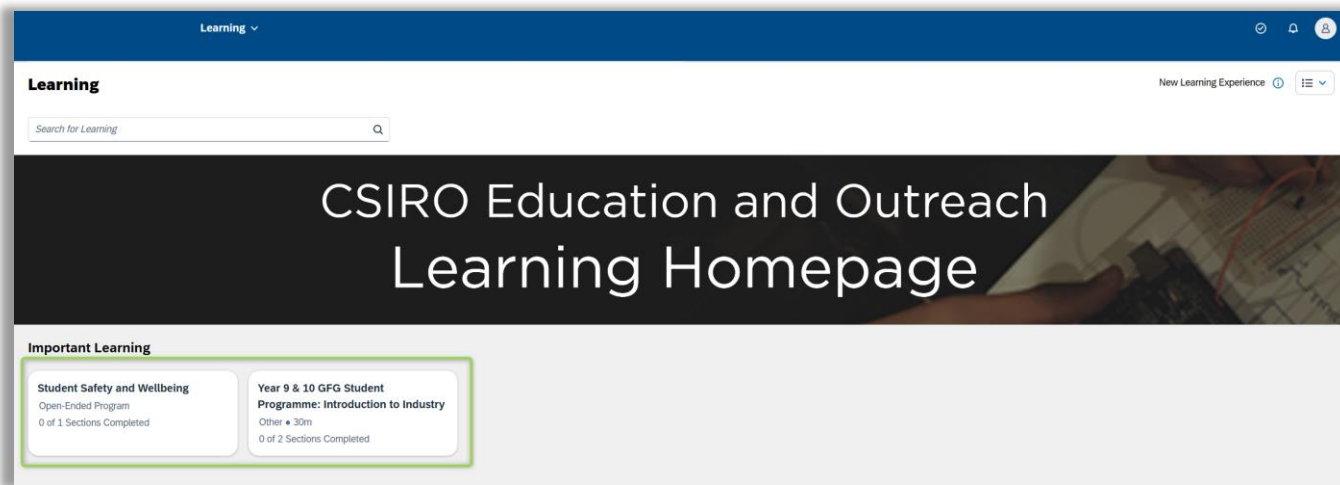 Learning
Learning
New Learning Experience
Search for Learning
CSIRO Education and Outreach
Learning Homepage
Important Learning
Student Safety and Wellbeing
Open-Ended Program
0 of 1 Sections Completed
Year 9 & 10 GFG Student
Programme: Introduction to Industry
Other • 30m
0 of 2 Sections Completed